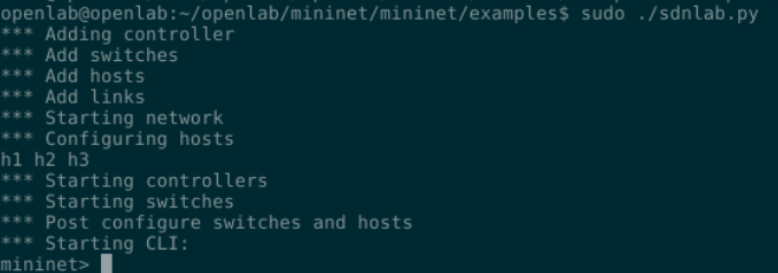 openlab@openlab:~/openlab/mininet/mininet/examples$ sudo ./sdnlab.py
*** Adding controller
*** Add switches
*** Add hosts
*** Add links
*** Starting network
*** Configuring hosts
h1 h2 h3
*** Starting controllers
*** Starting switches
*** Post configure switches and hosts
*** Starting CLI:
mininet>